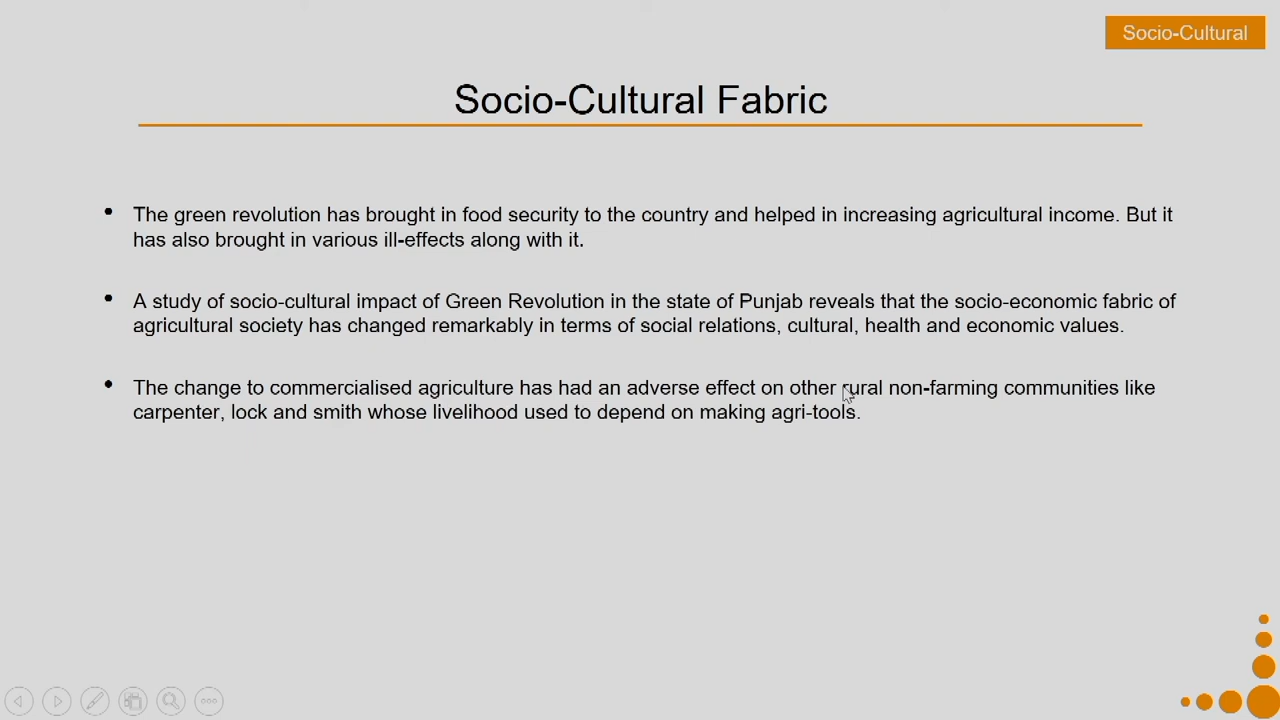 Socio-Cultural
Socio-Cultural Fabric
• The green revolution has brought in food security to the country and helped in increasing agricultural income. But it
has also brought in various ill-effects along with it.
• A study of socio-cultural impact of Green Revolution in the state of Punjab reveals that the socio-economic fabric of
agricultural society has changed remarkably in terms of social relations, cultural, health and economic values.
• The change to commercialised agriculture has had an adverse effect on other rural non-farming communities like
carpenter, lock and smith whose livelihood used to depend on making agri-tools.